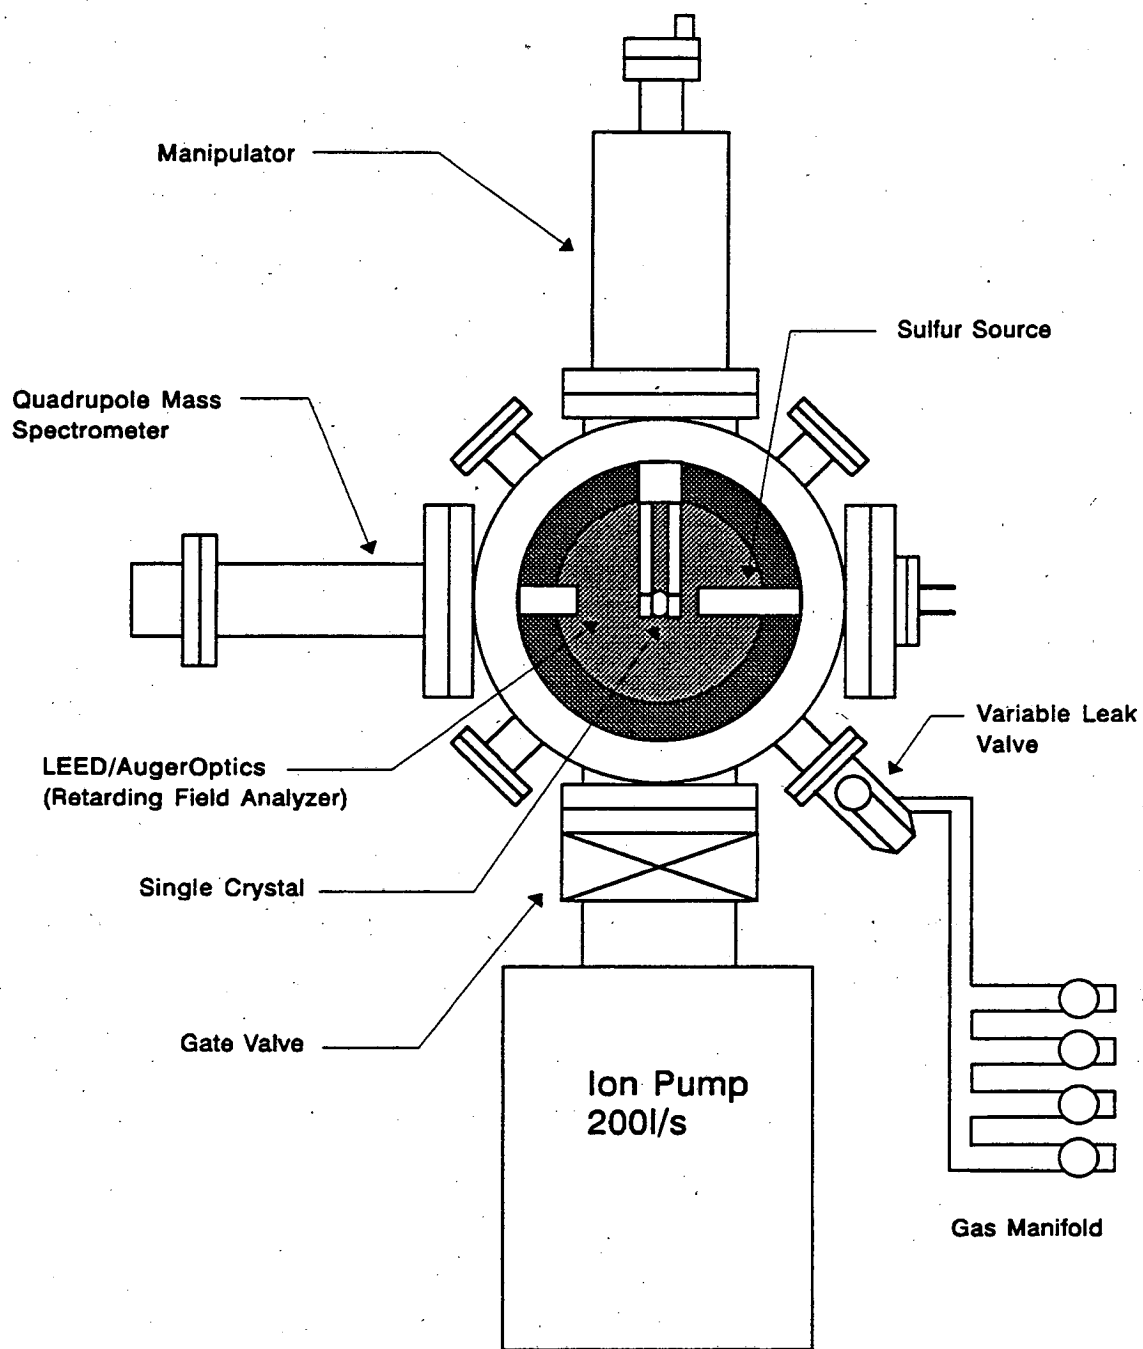 Manipulator
Sulfur Source
Quadrupole Mass
Spectrometer
Variable Leak
Valve
LEED/AugerOptics
(Retarding Field Analyzer)
Single Crystal
Gate Valve
Ion Pump
200l/s
Gas Manifold